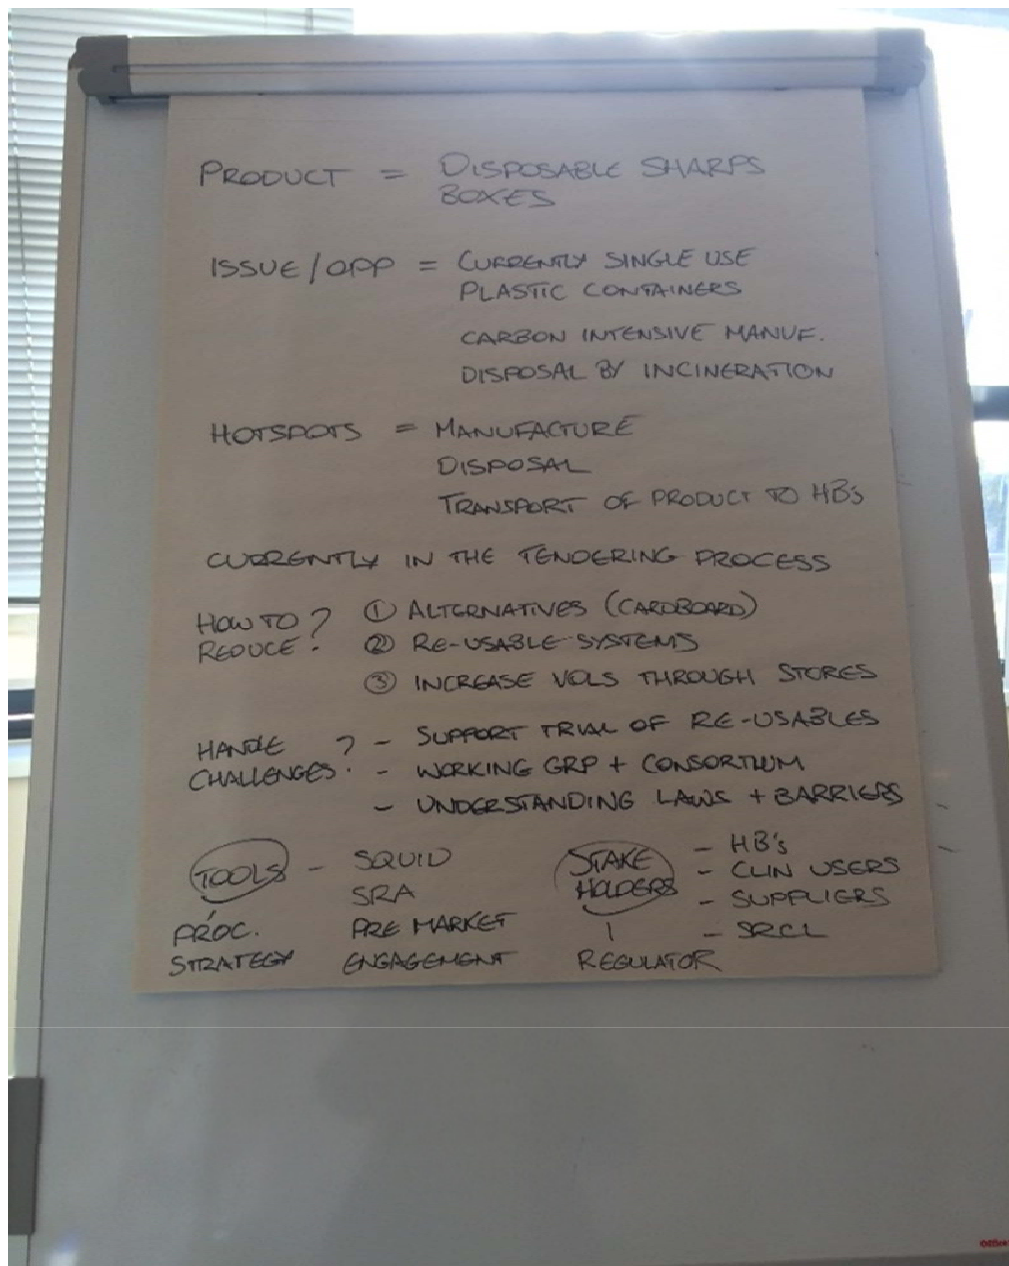 PRODUCT = DISPOSABLE SHARPS
BOXES
ISSUE/OPP = CURRENTLY SINGLE USE
PLASTIC CONTAINERS
CARBON INTENSIVE MANUF.
DISPOSAL BY INCINERATION
HOTSPOTS = MANUFACTURE
DISPOSAL
TRANSPORT OF PRODUCT TO HB's
CURRENTLY IN THE TENDERING PROCESS
HOW TO REDUCE? ① ALTERNATIVES (CARDBOARD)
② RE-USABLE SYSTEMS
③ INCREASE VOLS THROUGH STORES
HANDLE CHALLENGES? - SUPPORT TRIAL OF RE-USABLES
- WORKING GRP + CONSORTIUM
- UNDERSTANDING LAWS + BARRIERS
TOOLS - SQUID
SRA
PROC. STRATEGY
PRE MARKET
ENGAGEMENT
STAKE HOLDERS - HB's
- CLIN USERS
- SUPPLIERS
- SRCL
REGULATOR
Office